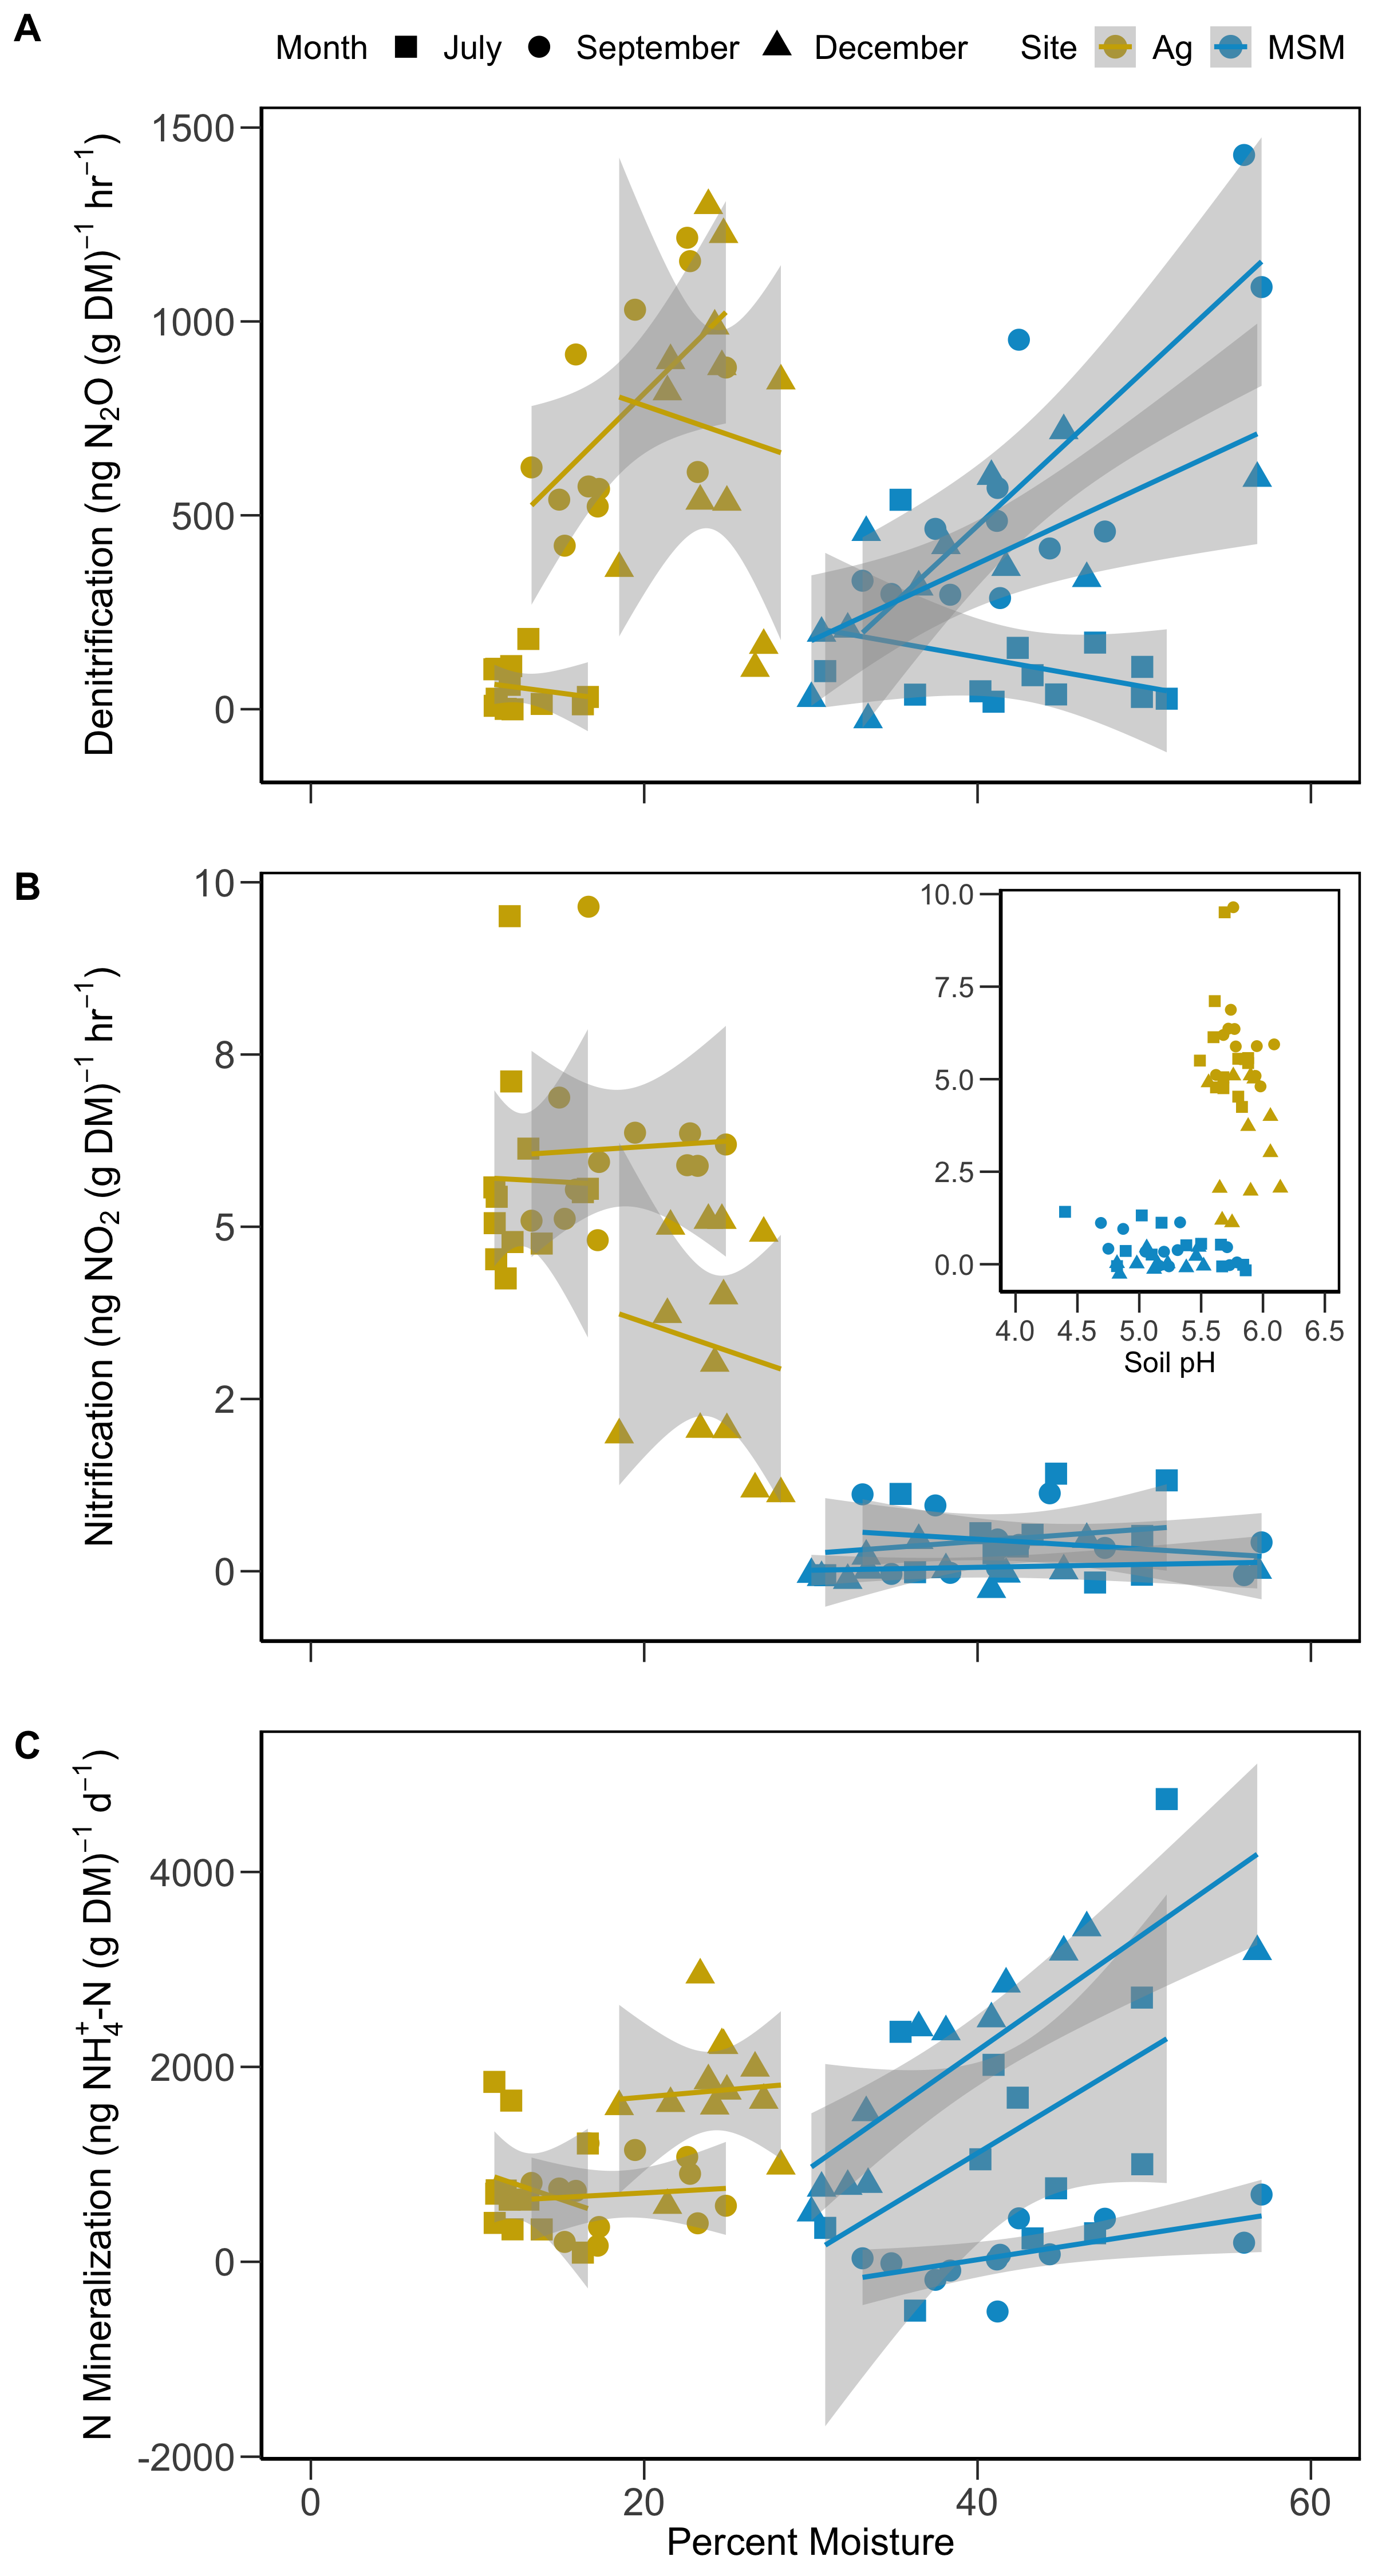 A
Month July September December Site Ag MSM
Denitrification (ng N₂O (g DM)⁻¹ hr⁻¹)
1500
1000
500
0
B
Nitrification (ng NO₂ (g DM)⁻¹ hr⁻¹)
10
8
5
2
0
10.0
7.5
5.0
2.5
0.0
4.0 4.5 5.0 5.5 6.0 6.5
Soil pH
C
N Mineralization (ng NH₄⁺-N (g DM)⁻¹ d⁻¹)
4000
2000
0
-2000
0 20 40 60
Percent Moisture